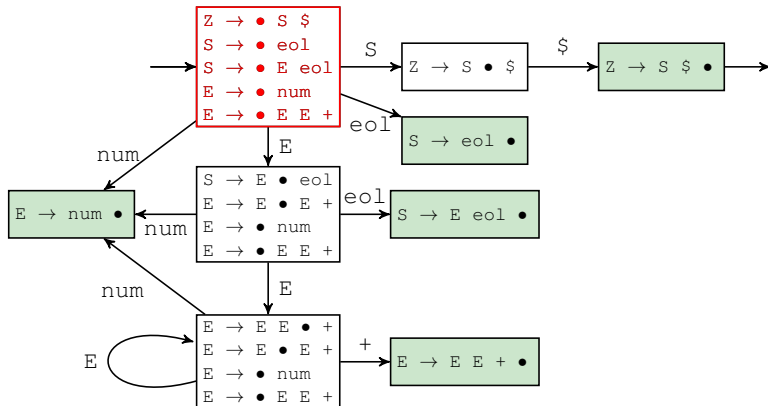 Z → • S $
S → • eol
S → • E eol
E → • num
E → • E E +
S
Z → S • $
$
Z → S $ •
eol
S → eol •
num
E
S → E • eol
E → E • E +
E → • num
E → • E E +
eol
S → E eol •
E → num •
num
num
E
E → E E • +
E → E • E +
E → • num
E → • E E +
E
+
E → E E + •